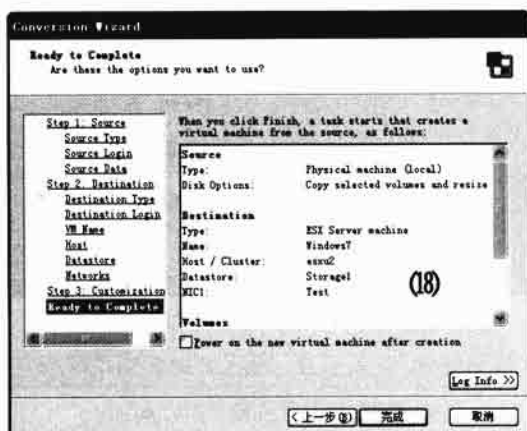 Conversion Wizard
Ready to Complete
Are these the options you want to use?
Step 1: Source
Source Type
Source Login
Source Data
Step 2. Destination
Destination Type
Destination Login
VM Name
Host
Datastore
Networks
Step 3: Customization
Ready to Complete
When you click Finish, a task starts that creates a
virtual machine from the source, as follows:
Source
Type: Physical machine (local)
Disk Options: Copy selected volumes and resize
Destination
Type: ESX Server machine
Name: Windows7
Host / Cluster: esxu2
Datastore: Storage1
NIC1: Test
(18)
Volumes
Power on the new virtual machine after creation
Log Info >>
< 上一步(B)
完成
取消